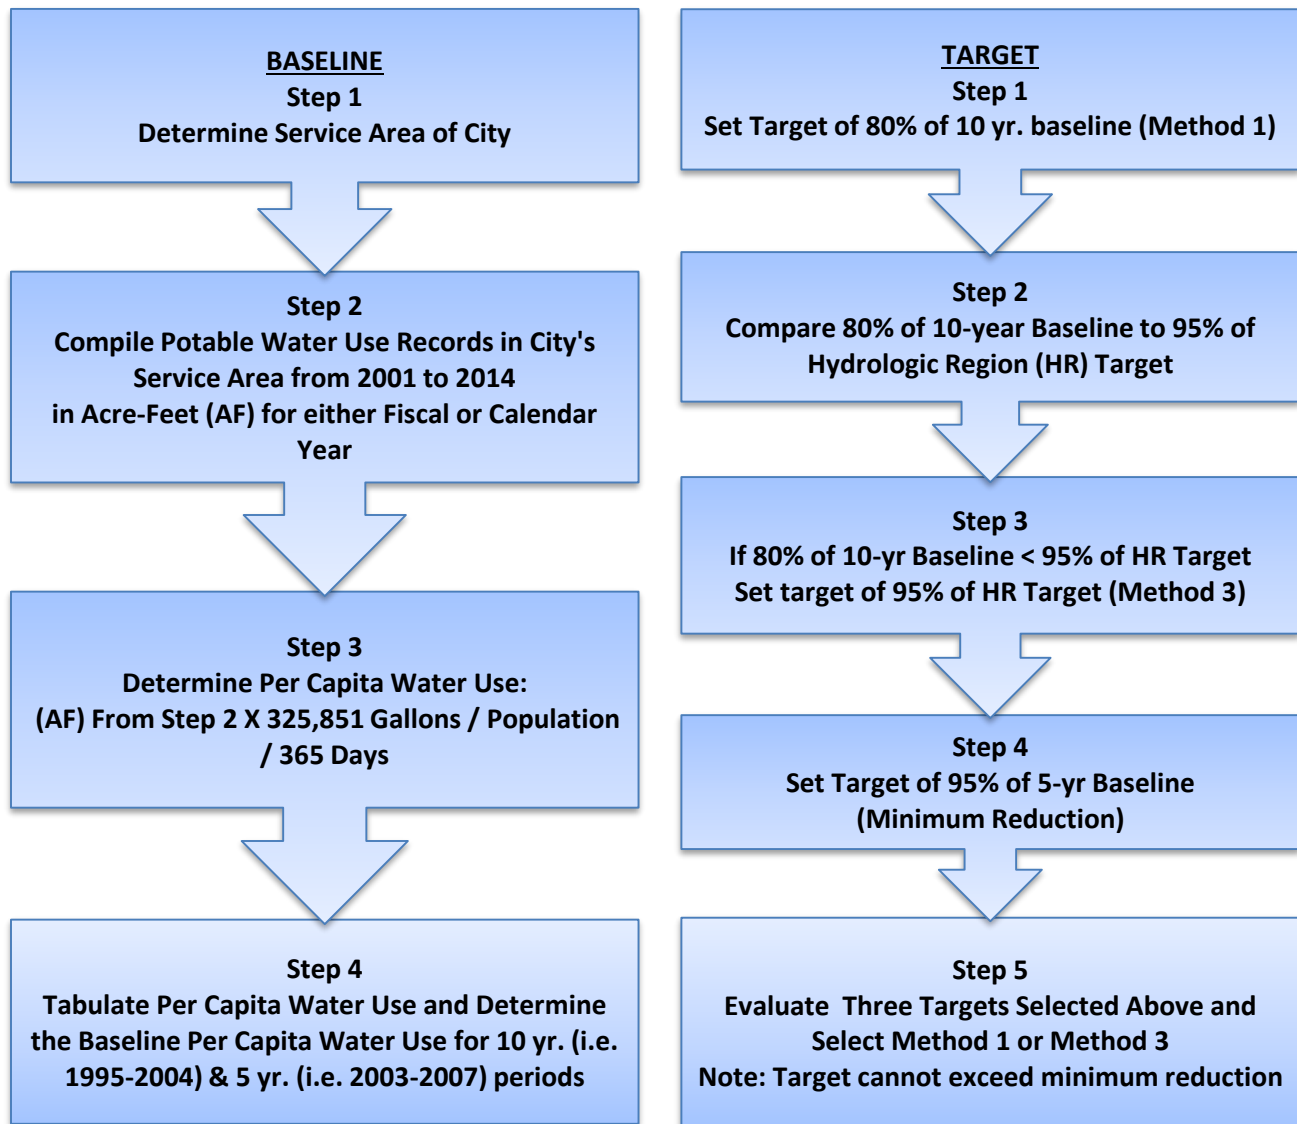 BASELINE
Step 1
Determine Service Area of City
Step 2
Compile Potable Water Use Records in City's
Service Area from 2001 to 2014
in Acre-Feet (AF) for either Fiscal or Calendar
Year
Step 3
Determine Per Capita Water Use:
(AF) From Step 2 X 325,851 Gallons / Population
/ 365 Days
Step 4
Tabulate Per Capita Water Use and Determine
the Baseline Per Capita Water Use for 10 yr. (i.e.
1995-2004) & 5 yr. (i.e. 2003-2007) periods
TARGET
Step 1
Set Target of 80% of 10 yr. baseline (Method 1)
Step 2
Compare 80% of 10-year Baseline to 95% of
Hydrologic Region (HR) Target
Step 3
If 80% of 10-yr Baseline < 95% of HR Target
Set target of 95% of HR Target (Method 3)
Step 4
Set Target of 95% of 5-yr Baseline
(Minimum Reduction)
Step 5
Evaluate Three Targets Selected Above and
Select Method 1 or Method 3
Note: Target cannot exceed minimum reduction